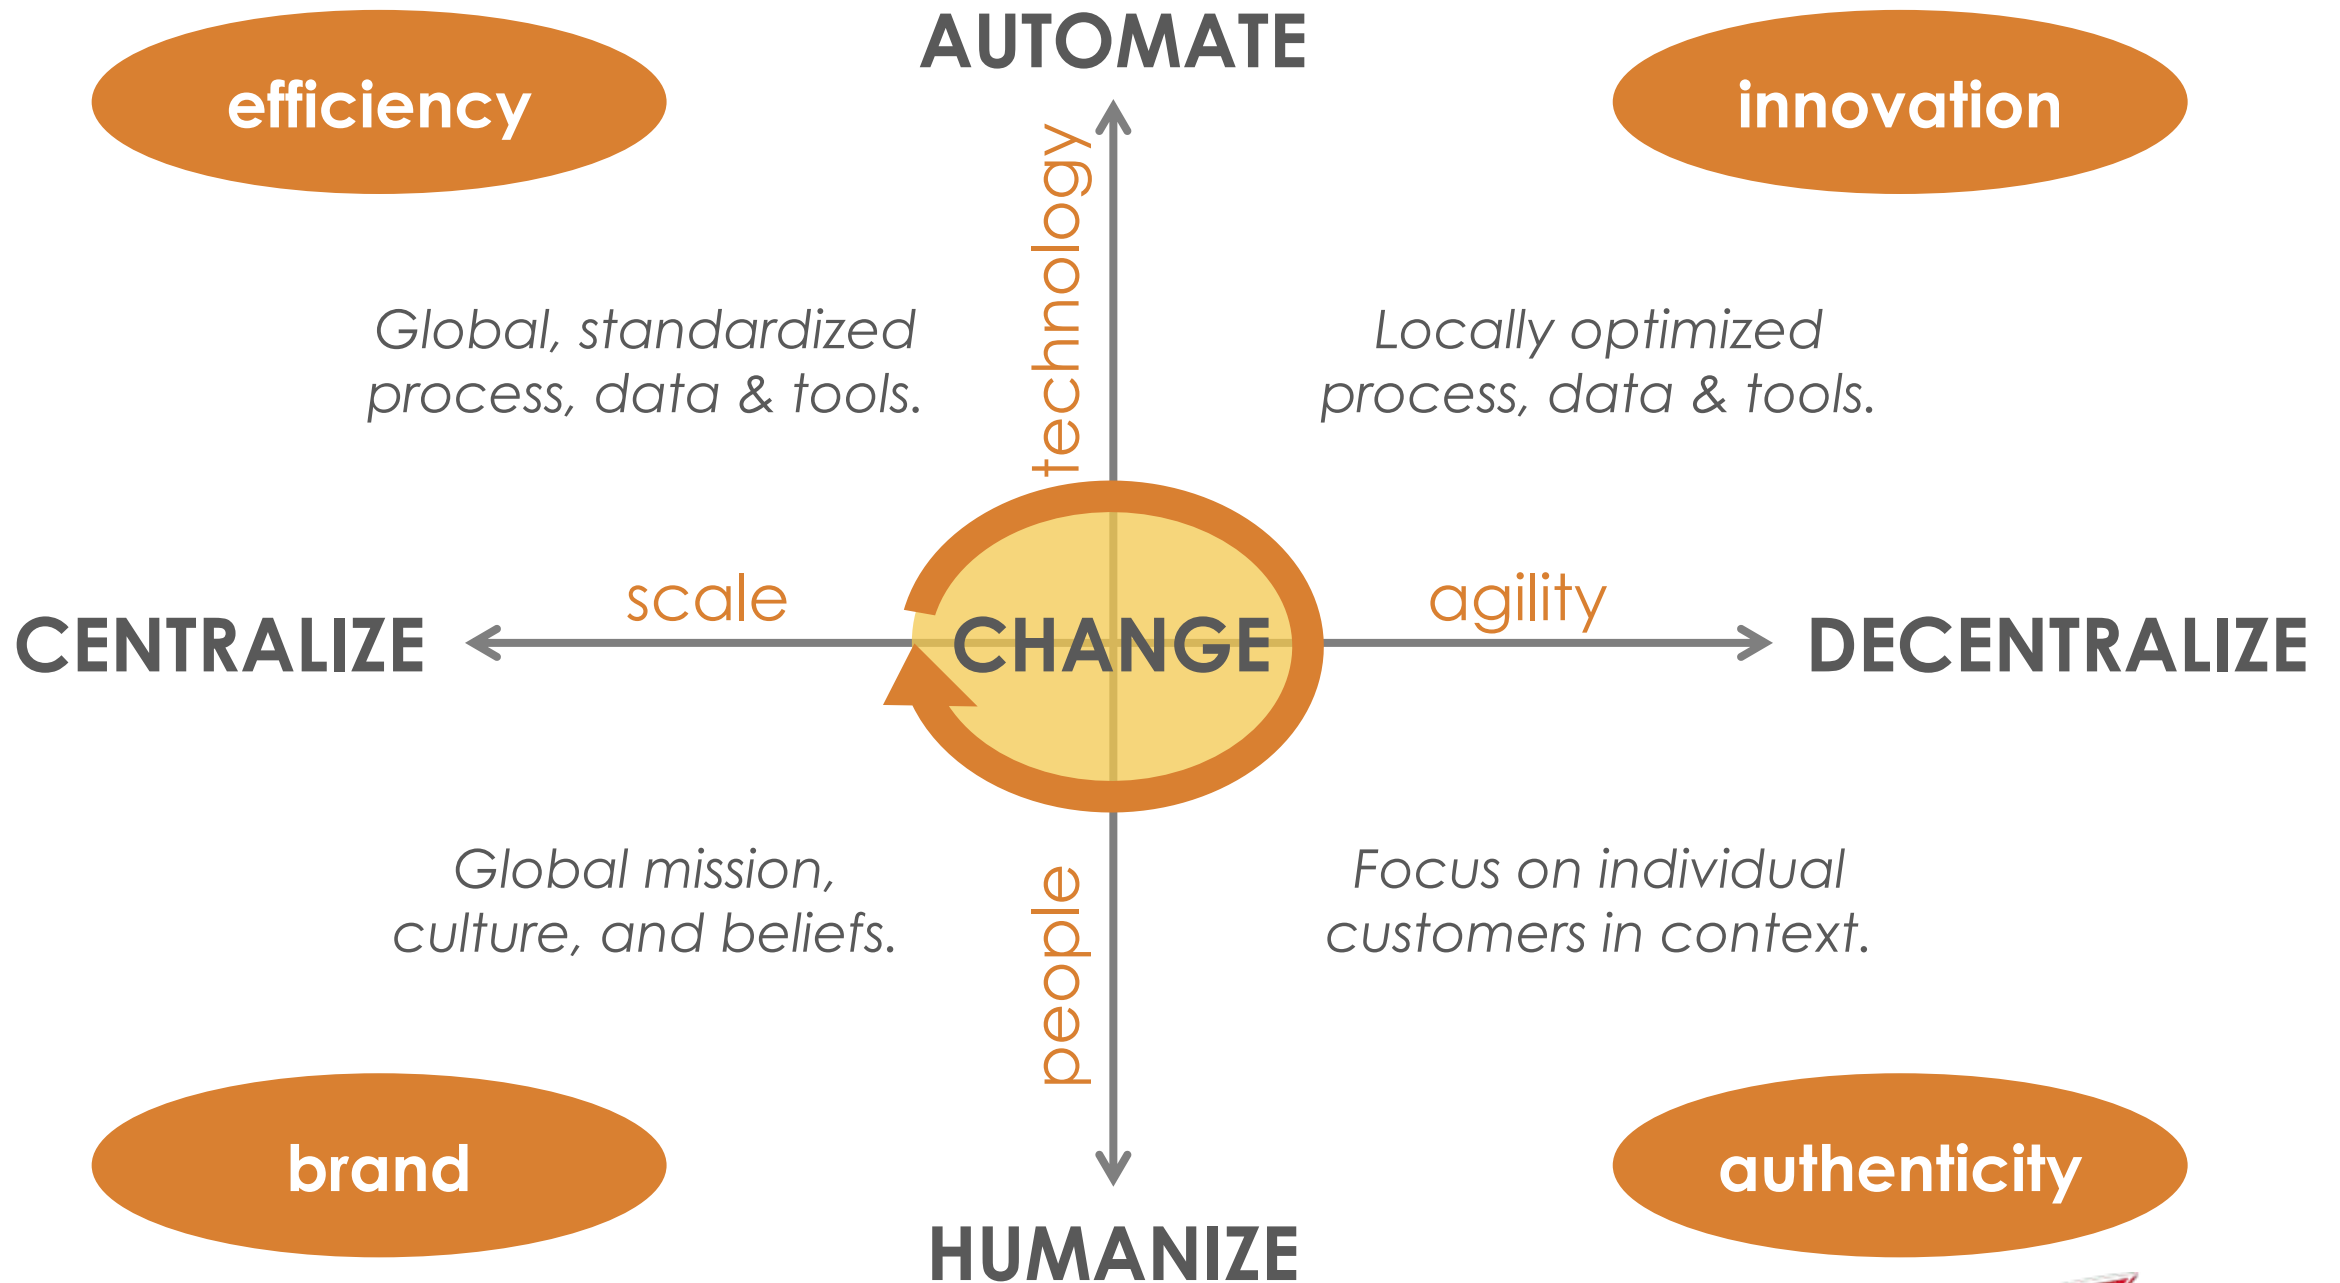 AUTOMATE
efficiency
innovation
technology
Global, standardized
process, data & tools.
Locally optimized
process, data & tools.
scale
agility
CENTRALIZE
CHANGE
DECENTRALIZE
Global mission,
culture, and beliefs.
Focus on individual
customers in context.
people
brand
authenticity
HUMANIZE